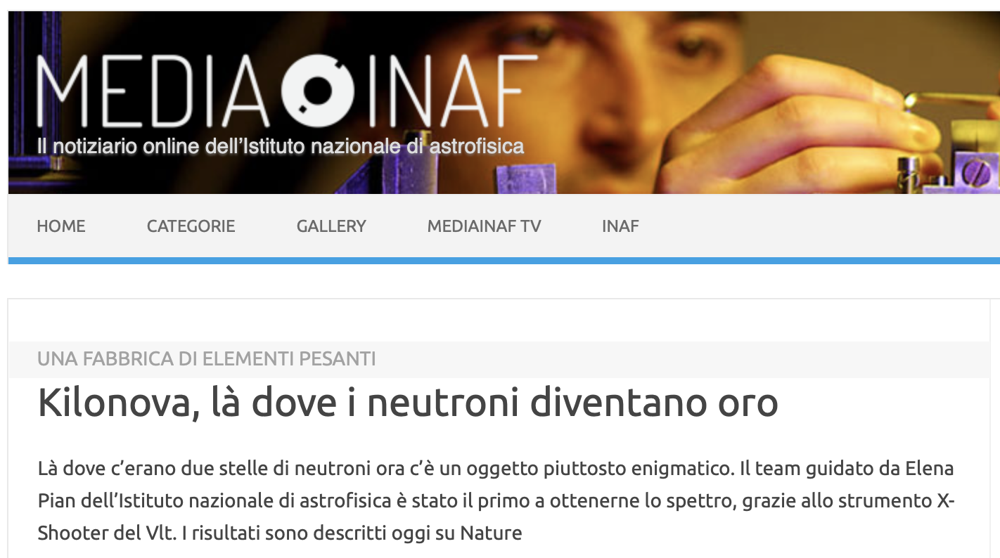 MEDIA INAF
Il notiziario online dell'Istituto nazionale di astrofisica
HOME CATEGORIE GALLERY MEDIAINAF TV INAF
UNA FABBRICA DI ELEMENTI PESANTI
Kilonova, là dove i neutroni diventano oro
Là dove c’erano due stelle di neutroni ora c’è un oggetto piuttosto enigmatico. Il team guidato da Elena
Pian dell’Istituto nazionale di astrofisica è stato il primo a ottenerne lo spettro, grazie allo strumento X-
Shooter del Vlt. I risultati sono descritti oggi su Nature